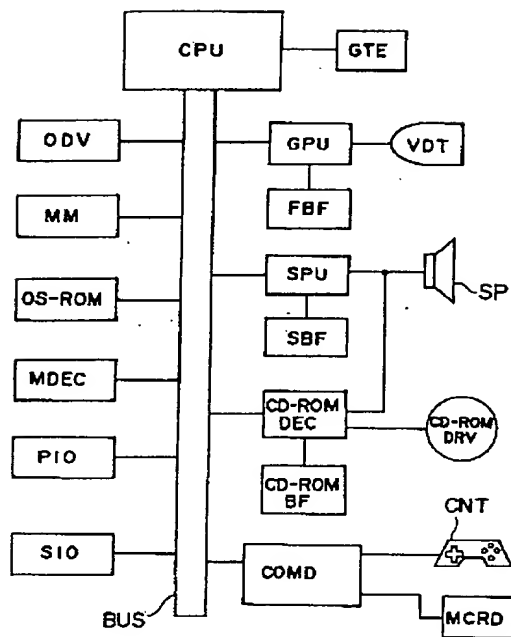 CPU
GTE
ODV
GPU
VDT
MM
FBF
OS-ROM
SPU
SP
SBF
MDEC
CD-ROM
DEC
CD-ROM
DRV
PIO
CD-ROM
BF
CNT
SIO
COMD
BUS
MCRD